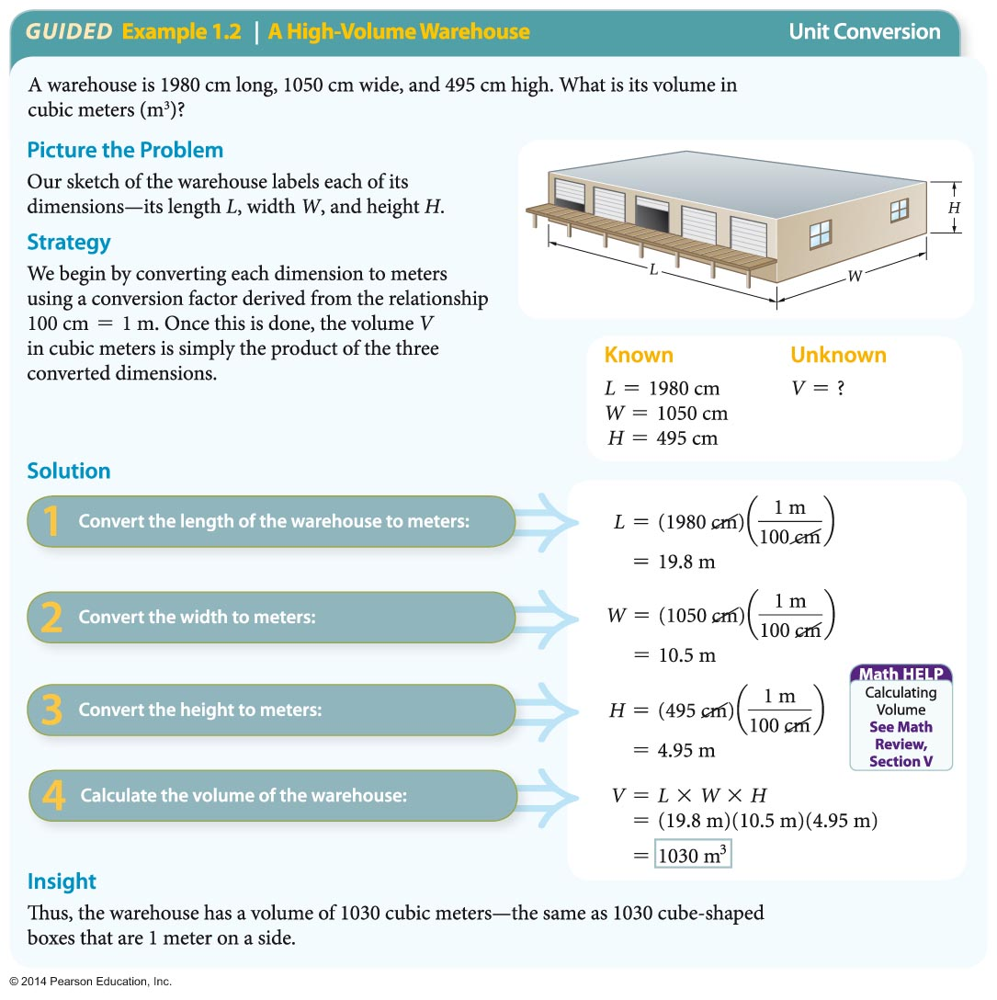 GUIDED Example 1.2 | A High-Volume Warehouse Unit Conversion
A warehouse is 1980 cm long, 1050 cm wide, and 495 cm high. What is its volume in
cubic meters (m³)?
Picture the Problem
Our sketch of the warehouse labels each of its
dimensions—its length L, width W, and height H.
Strategy
We begin by converting each dimension to meters
using a conversion factor derived from the relationship
100 cm = 1 m. Once this is done, the volume V
in cubic meters is simply the product of the three
converted dimensions.
H
L
W
Known Unknown
L = 1980 cm V = ?
W = 1050 cm
H = 495 cm
Solution
1 Convert the length of the warehouse to meters:
L = (1980 cm)(1 m / 100 cm)
= 19.8 m
2 Convert the width to meters:
W = (1050 cm)(1 m / 100 cm)
= 10.5 m
3 Convert the height to meters:
H = (495 cm)(1 m / 100 cm)
= 4.95 m
Math HELP
Calculating
Volume
See Math
Review,
Section V
4 Calculate the volume of the warehouse:
V = L × W × H
= (19.8 m)(10.5 m)(4.95 m)
= 1030 m³
Insight
Thus, the warehouse has a volume of 1030 cubic meters—the same as 1030 cube-shaped
boxes that are 1 meter on a side.
© 2014 Pearson Education, Inc.